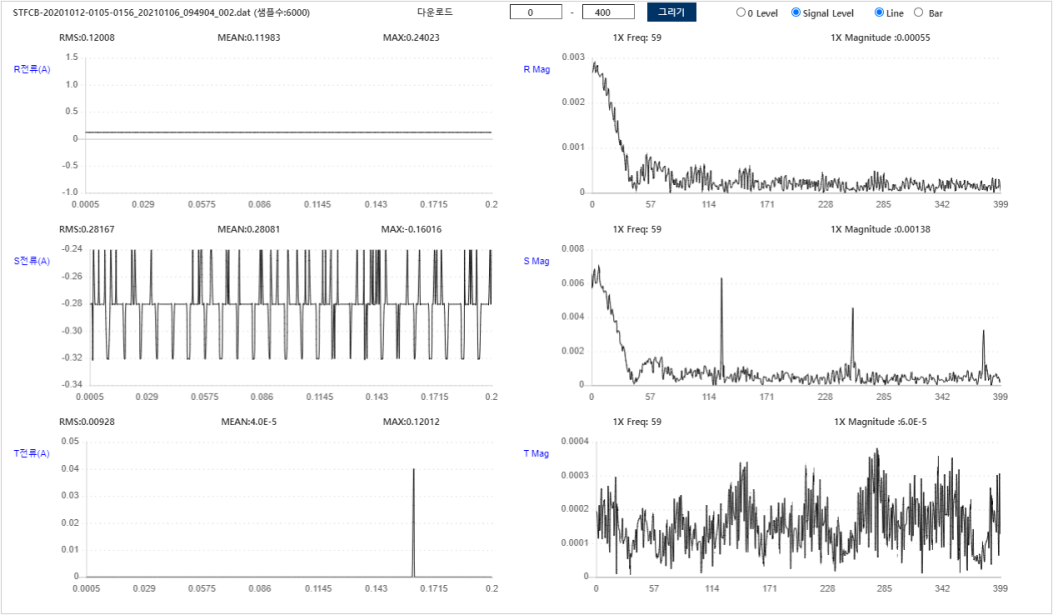 STFCB-20201012-0105-0156_20210106_094904_002.dat (샘플수:6000) 다운로드 0 - 400 그리기 0 Level Signal Level Line Bar
RMS:0.12008 MEAN:0.11983 MAX:0.24023
R전류(A)
1.5
1.0
0.5
0
-0.5
-1.0
0.0005 0.029 0.0575 0.086 0.1145 0.143 0.1715 0.2
1X Freq: 59 1X Magnitude :0.00055
R Mag
0.003
0.002
0.001
0
0 57 114 171 228 285 342 399
RMS:0.28167 MEAN:0.28081 MAX:-0.16016
S전류(A)
-0.24
-0.26
-0.28
-0.30
-0.32
-0.34
0.0005 0.029 0.0575 0.086 0.1145 0.143 0.1715 0.2
1X Freq: 59 1X Magnitude :0.00138
S Mag
0.008
0.006
0.004
0.002
0
0 57 114 171 228 285 342 399
RMS:0.00928 MEAN:4.0E-5 MAX:0.12012
T전류(A)
0.05
0.04
0.03
0.02
0.01
0
0.0005 0.029 0.0575 0.086 0.1145 0.143 0.1715 0.2
1X Freq: 59 1X Magnitude :6.0E-5
T Mag
0.0004
0.0003
0.0002
0.0001
0
0 57 114 171 228 285 342 399